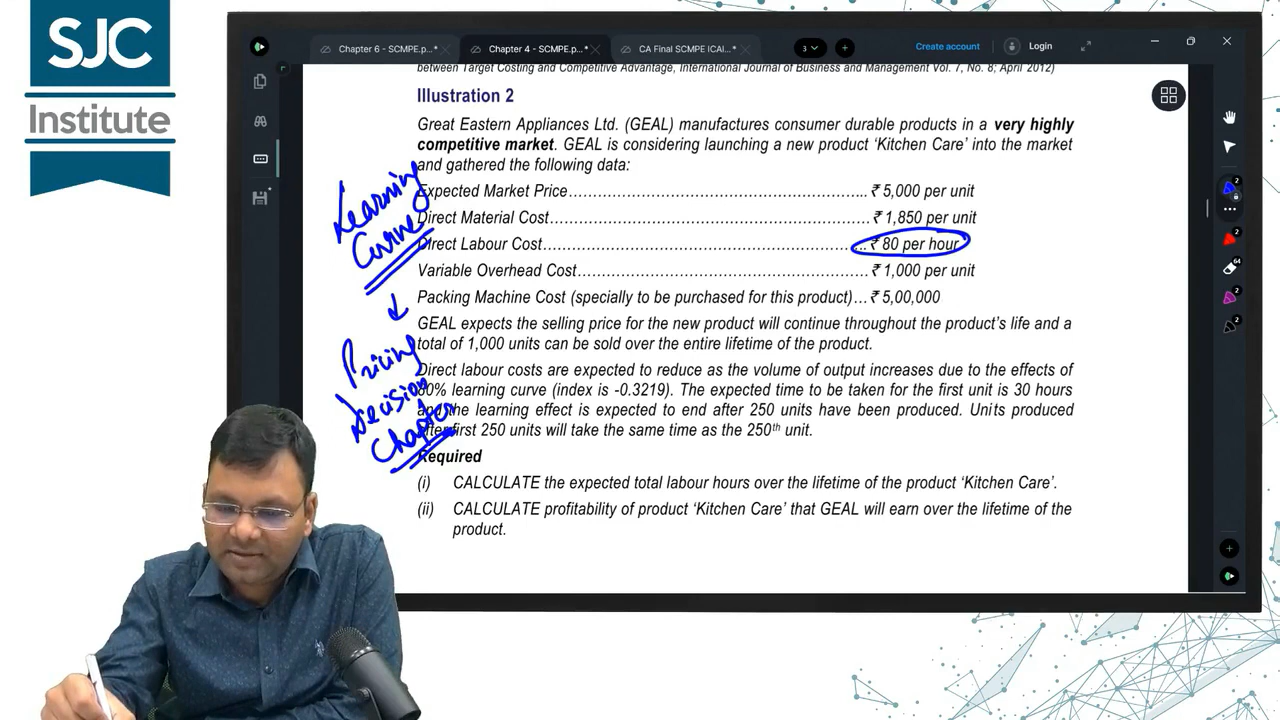 SJC
Institute
Chapter 6 - SCMPE.p...*
Chapter 4 - SCMPE.p...*
CA Final SCMPE ICAI...*
3
Create account
Login
between Target Costing and Competitive Advantage, International Journal of Business and Management Vol. 7, No. 8; April 2012)
Illustration 2
Great Eastern Appliances Ltd. (GEAL) manufactures consumer durable products in a very highly
competitive market. GEAL is considering launching a new product ‘Kitchen Care’ into the market
and gathered the following data:
Expected Market Price…………………………………………………………….. ₹ 5,000 per unit
Direct Material Cost……………………………………………………………… ₹ 1,850 per unit
Direct Labour Cost………………………………………………………………... ₹ 80 per hour
Variable Overhead Cost………………………………………………………… ₹ 1,000 per unit
Packing Machine Cost (specially to be purchased for this product)… ₹ 5,00,000
GEAL expects the selling price for the new product will continue throughout the product’s life and a
total of 1,000 units can be sold over the entire lifetime of the product.
Direct labour costs are expected to reduce as the volume of output increases due to the effects of
80% learning curve (index is -0.3219). The expected time to be taken for the first unit is 30 hours
and the learning effect is expected to end after 250 units have been produced. Units produced
after first 250 units will take the same time as the 250th unit.
Required
(i) CALCULATE the expected total labour hours over the lifetime of the product ‘Kitchen Care’.
(ii) CALCULATE profitability of product ‘Kitchen Care’ that GEAL will earn over the lifetime of the
product.
Learning
Curve
Pricing
Decision
Chapter
2
2
64
2
2